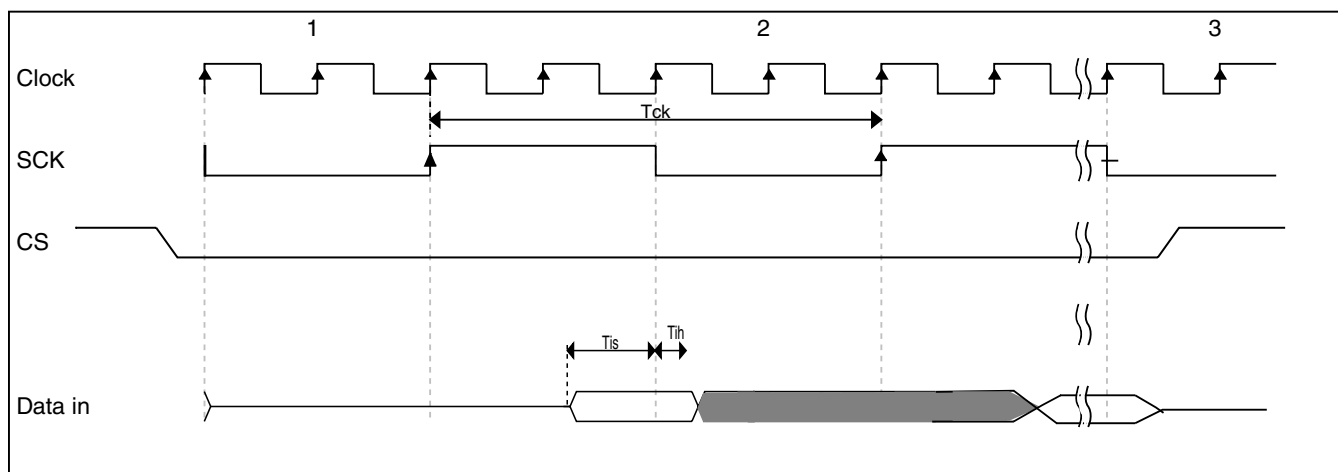 1 2 3
Clock
Tck
SCK
CS
Tis Tih
Data in